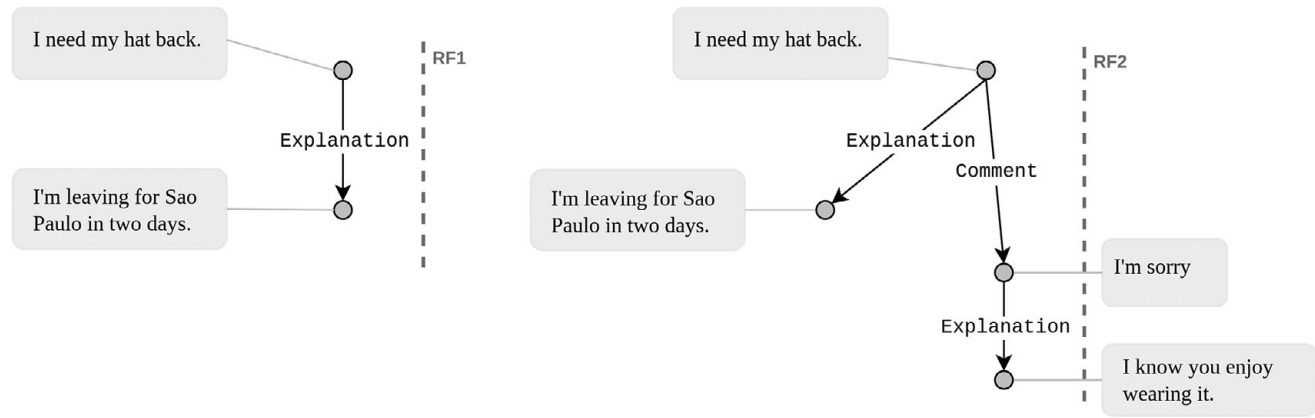 I need my hat back.
RF1
Explanation
I'm leaving for Sao
Paulo in two days.
I need my hat back.
RF2
Explanation
Comment
I'm leaving for Sao
Paulo in two days.
I'm sorry
Explanation
I know you enjoy
wearing it.